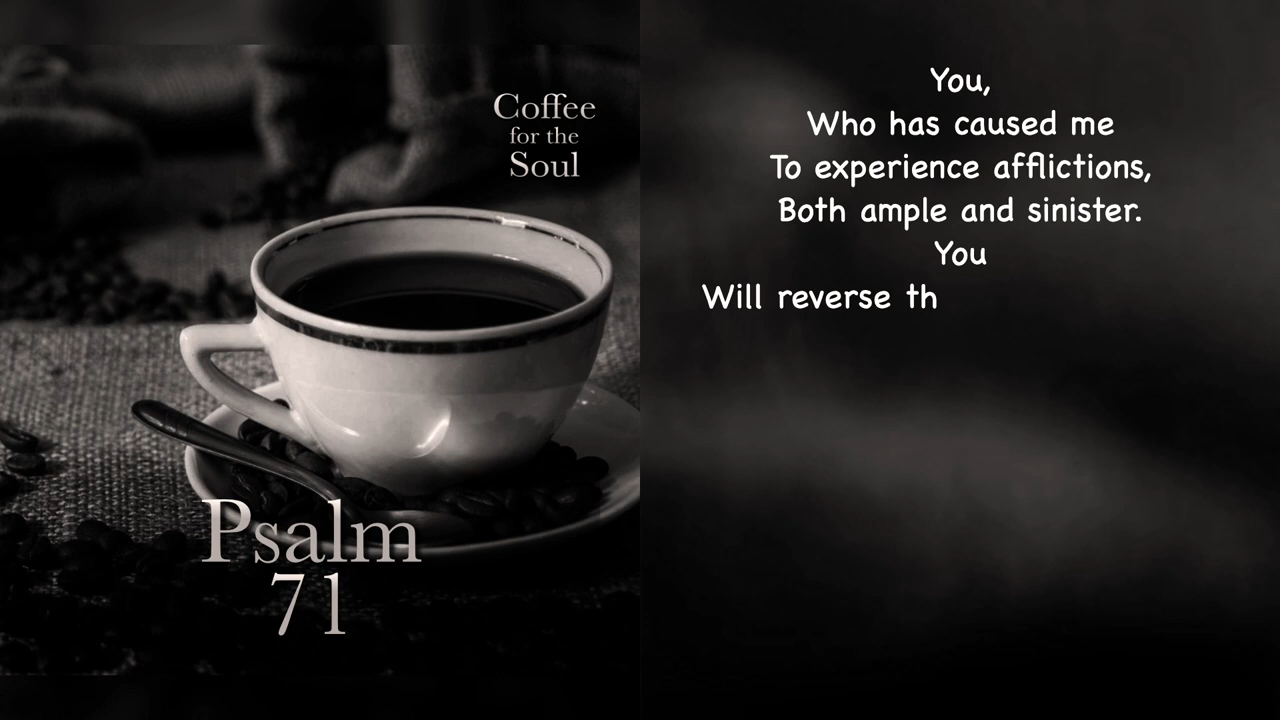 Coffee
for the
Soul
Psalm
71
You,
Who has caused me
To experience afflictions,
Both ample and sinister.
You
Will reverse th